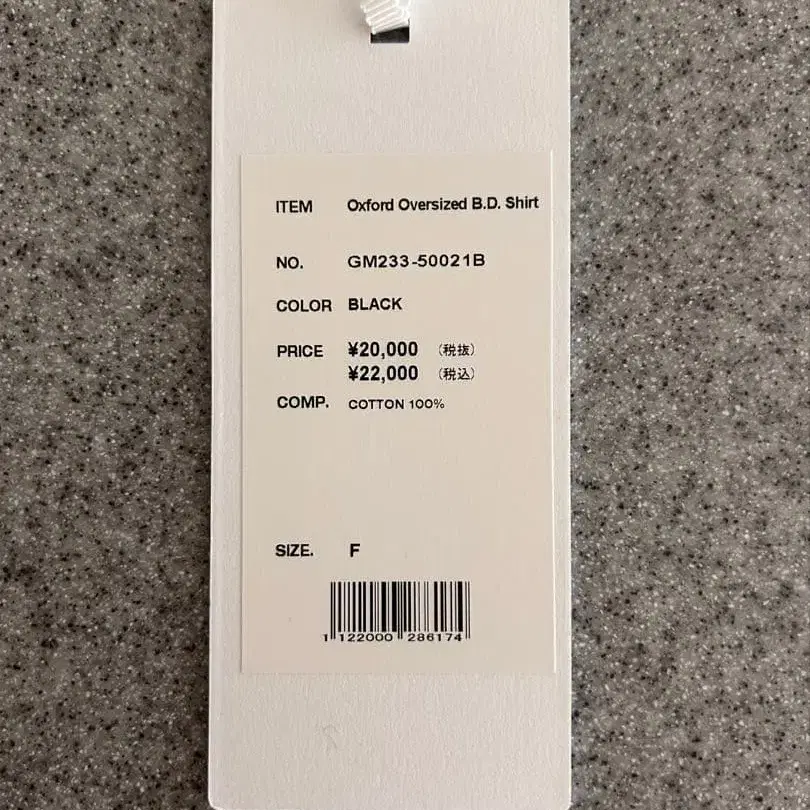 ITEM Oxford Oversized B.D. Shirt
NO. GM233-50021B
COLOR BLACK
PRICE ¥20,000 (税抜)
¥22,000 (税込)
COMP. COTTON 100%
SIZE. F
1 122000 286174